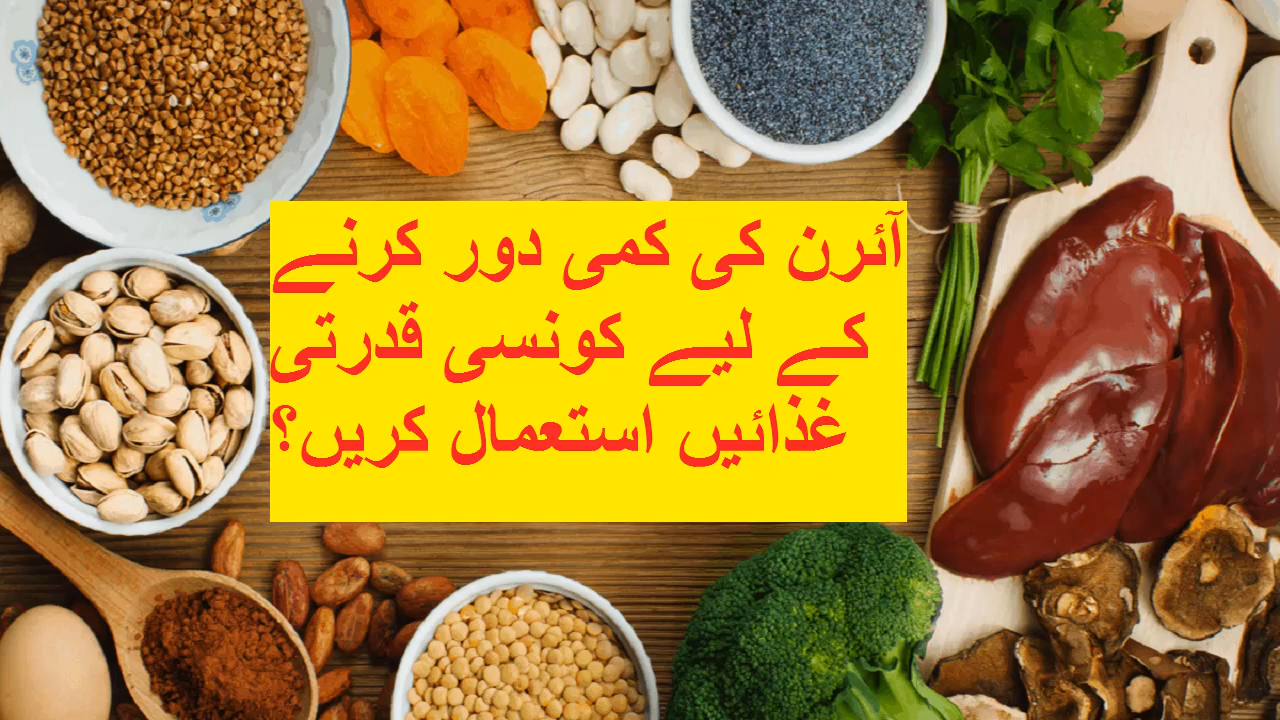 آئرن کی کمی دور کرنے
کے لیے کونسی قدرتی
غذائیں استعمال کریں؟